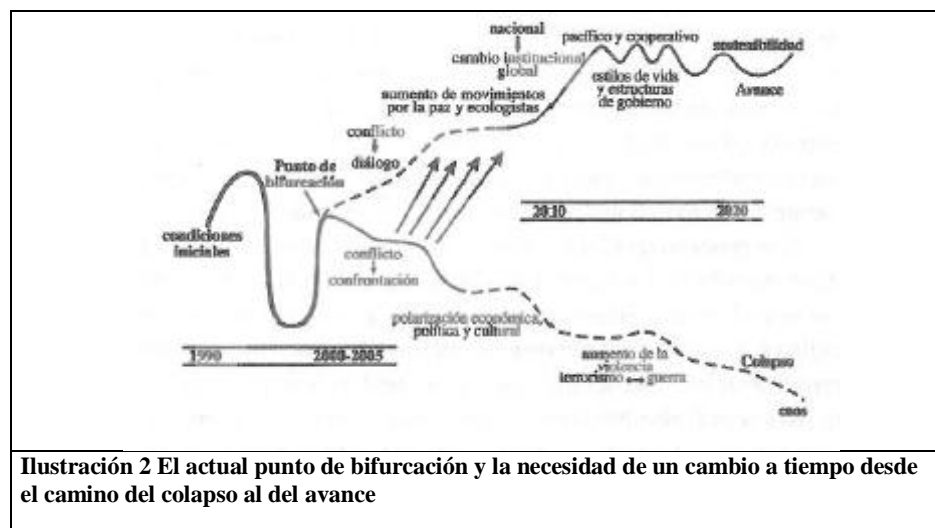 nacional
cambio institucional
global
pacífico y cooperativo
sostenibilidad
estilos de vida
y estructuras
de gobierno
Avance
aumento de movimientos
por la paz y ecologistas
conflicto
diálogo
Punto de
bifurcación
2010
2020
condiciones
iniciales
conflicto
confrontación
polarización económica,
política y cultural
1990
2000-2005
aumento de la
violencia
terrorismo
guerra
Colapso
caos
Ilustración 2 El actual punto de bifurcación y la necesidad de un cambio a tiempo desde
el camino del colapso al del avance